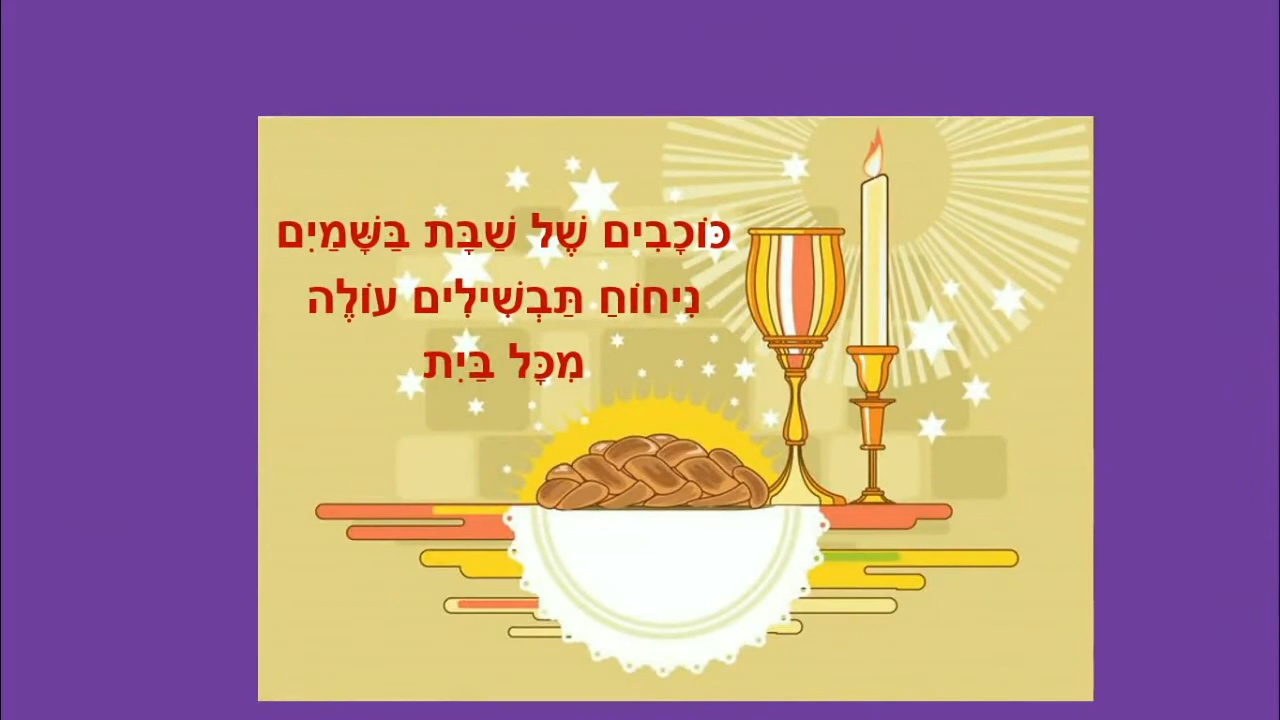 כּוֹכָבִים שֶׁל שַׁבָּת בַּשָּׁמַיִם
נִיחוֹחַ תַּבְשִׁילִים עוֹלֶה
מִכָּל בַּיִת